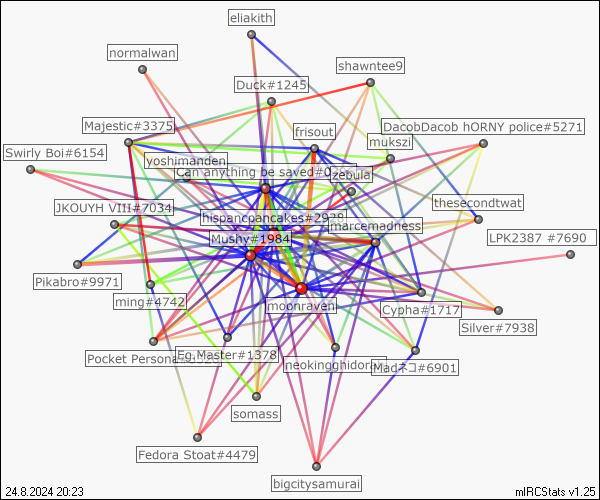 eliakith
normalwan
shawntee9
Duck#1245
Majestic#3375
frisout
DacobDacob hORNY police#5271
mukszi
Swirly Boi#6154
yoshimanden
Can anything be saved#0
zebula
JKOUYH VIII#7034
hispancpancakes#2928
thesecondtwat
marcemadness
Mushy#1984
LPK2387 #7690
Pikabro#9971
ming#4742
moonraven
Cypha#1717
Silver#7938
Pocket Persona
Eg Master#1378
neokingghidorah
Madネコ#6901
somass
Fedora Stoat#4479
bigcitysamurai
24.8.2024 20:23
mIRCStats v1.25